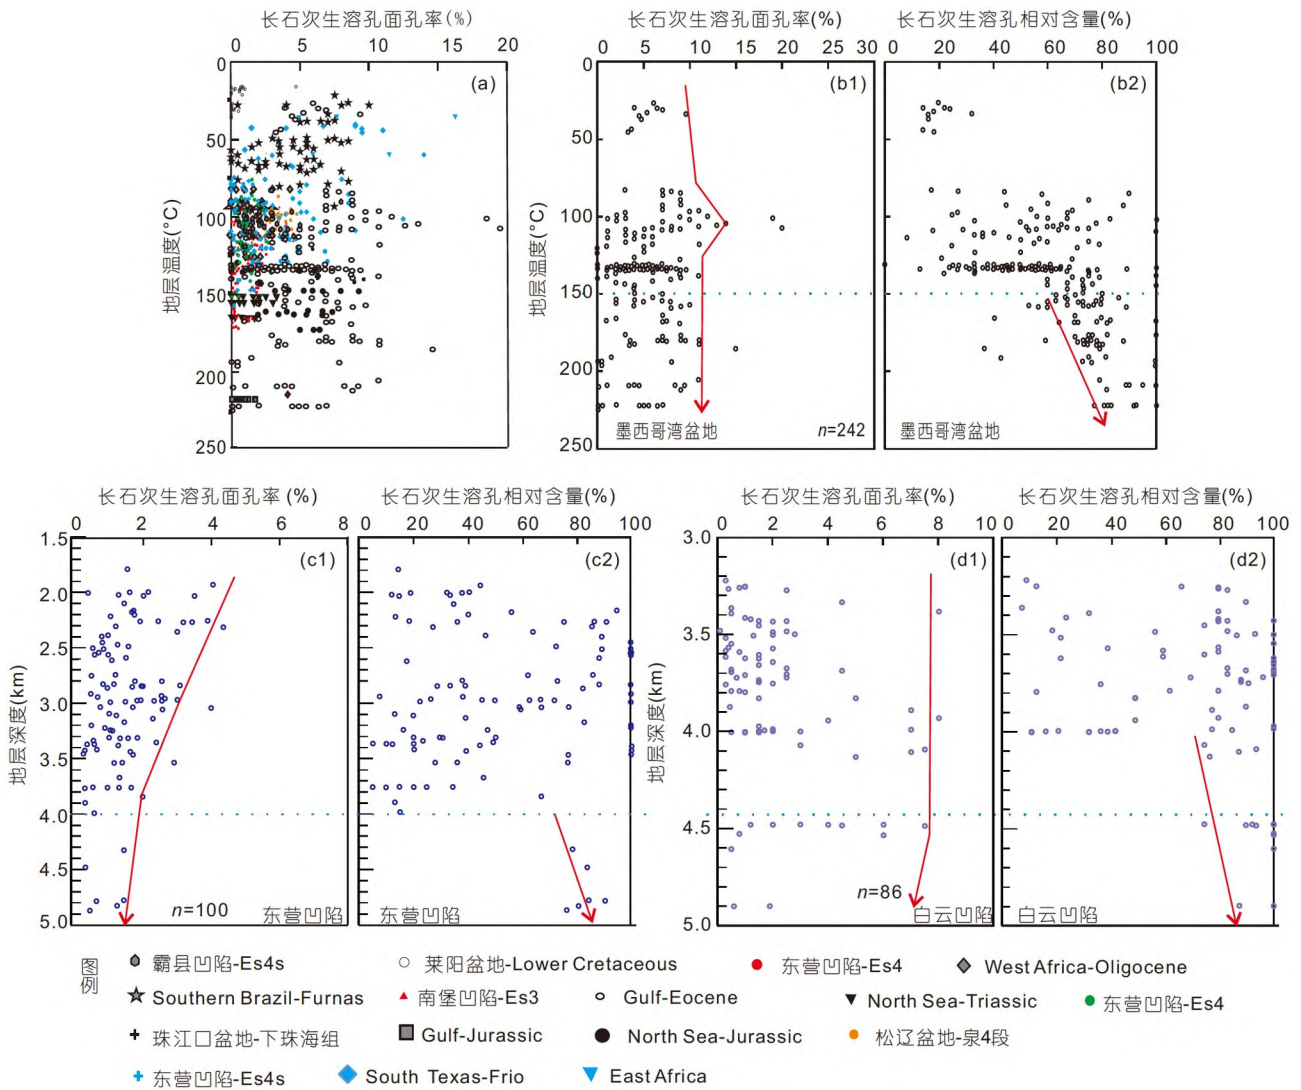 长石次生溶孔面孔率(%)
长石次生溶孔面孔率(%)
长石次生溶孔相对含量(%)
0 5 10 15 20
0 5 10 15 20 25 30
0 20 40 60 80 100
0 50 100 150 200 250
地层温度(°C)
(a)
0 50 100 150 200 250
地层温度(°C)
(b1)
墨西哥湾盆地
n=242
(b2)
墨西哥湾盆地
长石次生溶孔面孔率(%)
长石次生溶孔相对含量(%)
长石次生溶孔面孔率(%)
长石次生溶孔相对含量(%)
0 2 4 6 8
0 20 40 60 80 100
0 2 4 6 8 10
0 20 40 60 80 100
1.5 2.0 2.5 3.0 3.5 4.0 4.5 5.0
地层深度(km)
(c1)
n=100
东营凹陷
(c2)
东营凹陷
3.0 3.5 4.0 4.5 5.0
地层深度(km)
(d1)
n=86
白云凹陷
(d2)
白云凹陷
图例
霸县凹陷-Es4s
莱阳盆地-Lower Cretaceous
东营凹陷-Es4
West Africa-Oligocene
Southern Brazil-Furnas
南堡凹陷-Es3
Gulf-Eocene
North Sea-Triassic
东营凹陷-Es4
珠江口盆地-下珠海组
Gulf-Jurassic
North Sea-Jurassic
松辽盆地-泉4段
东营凹陷-Es4s
South Texas-Frio
East Africa